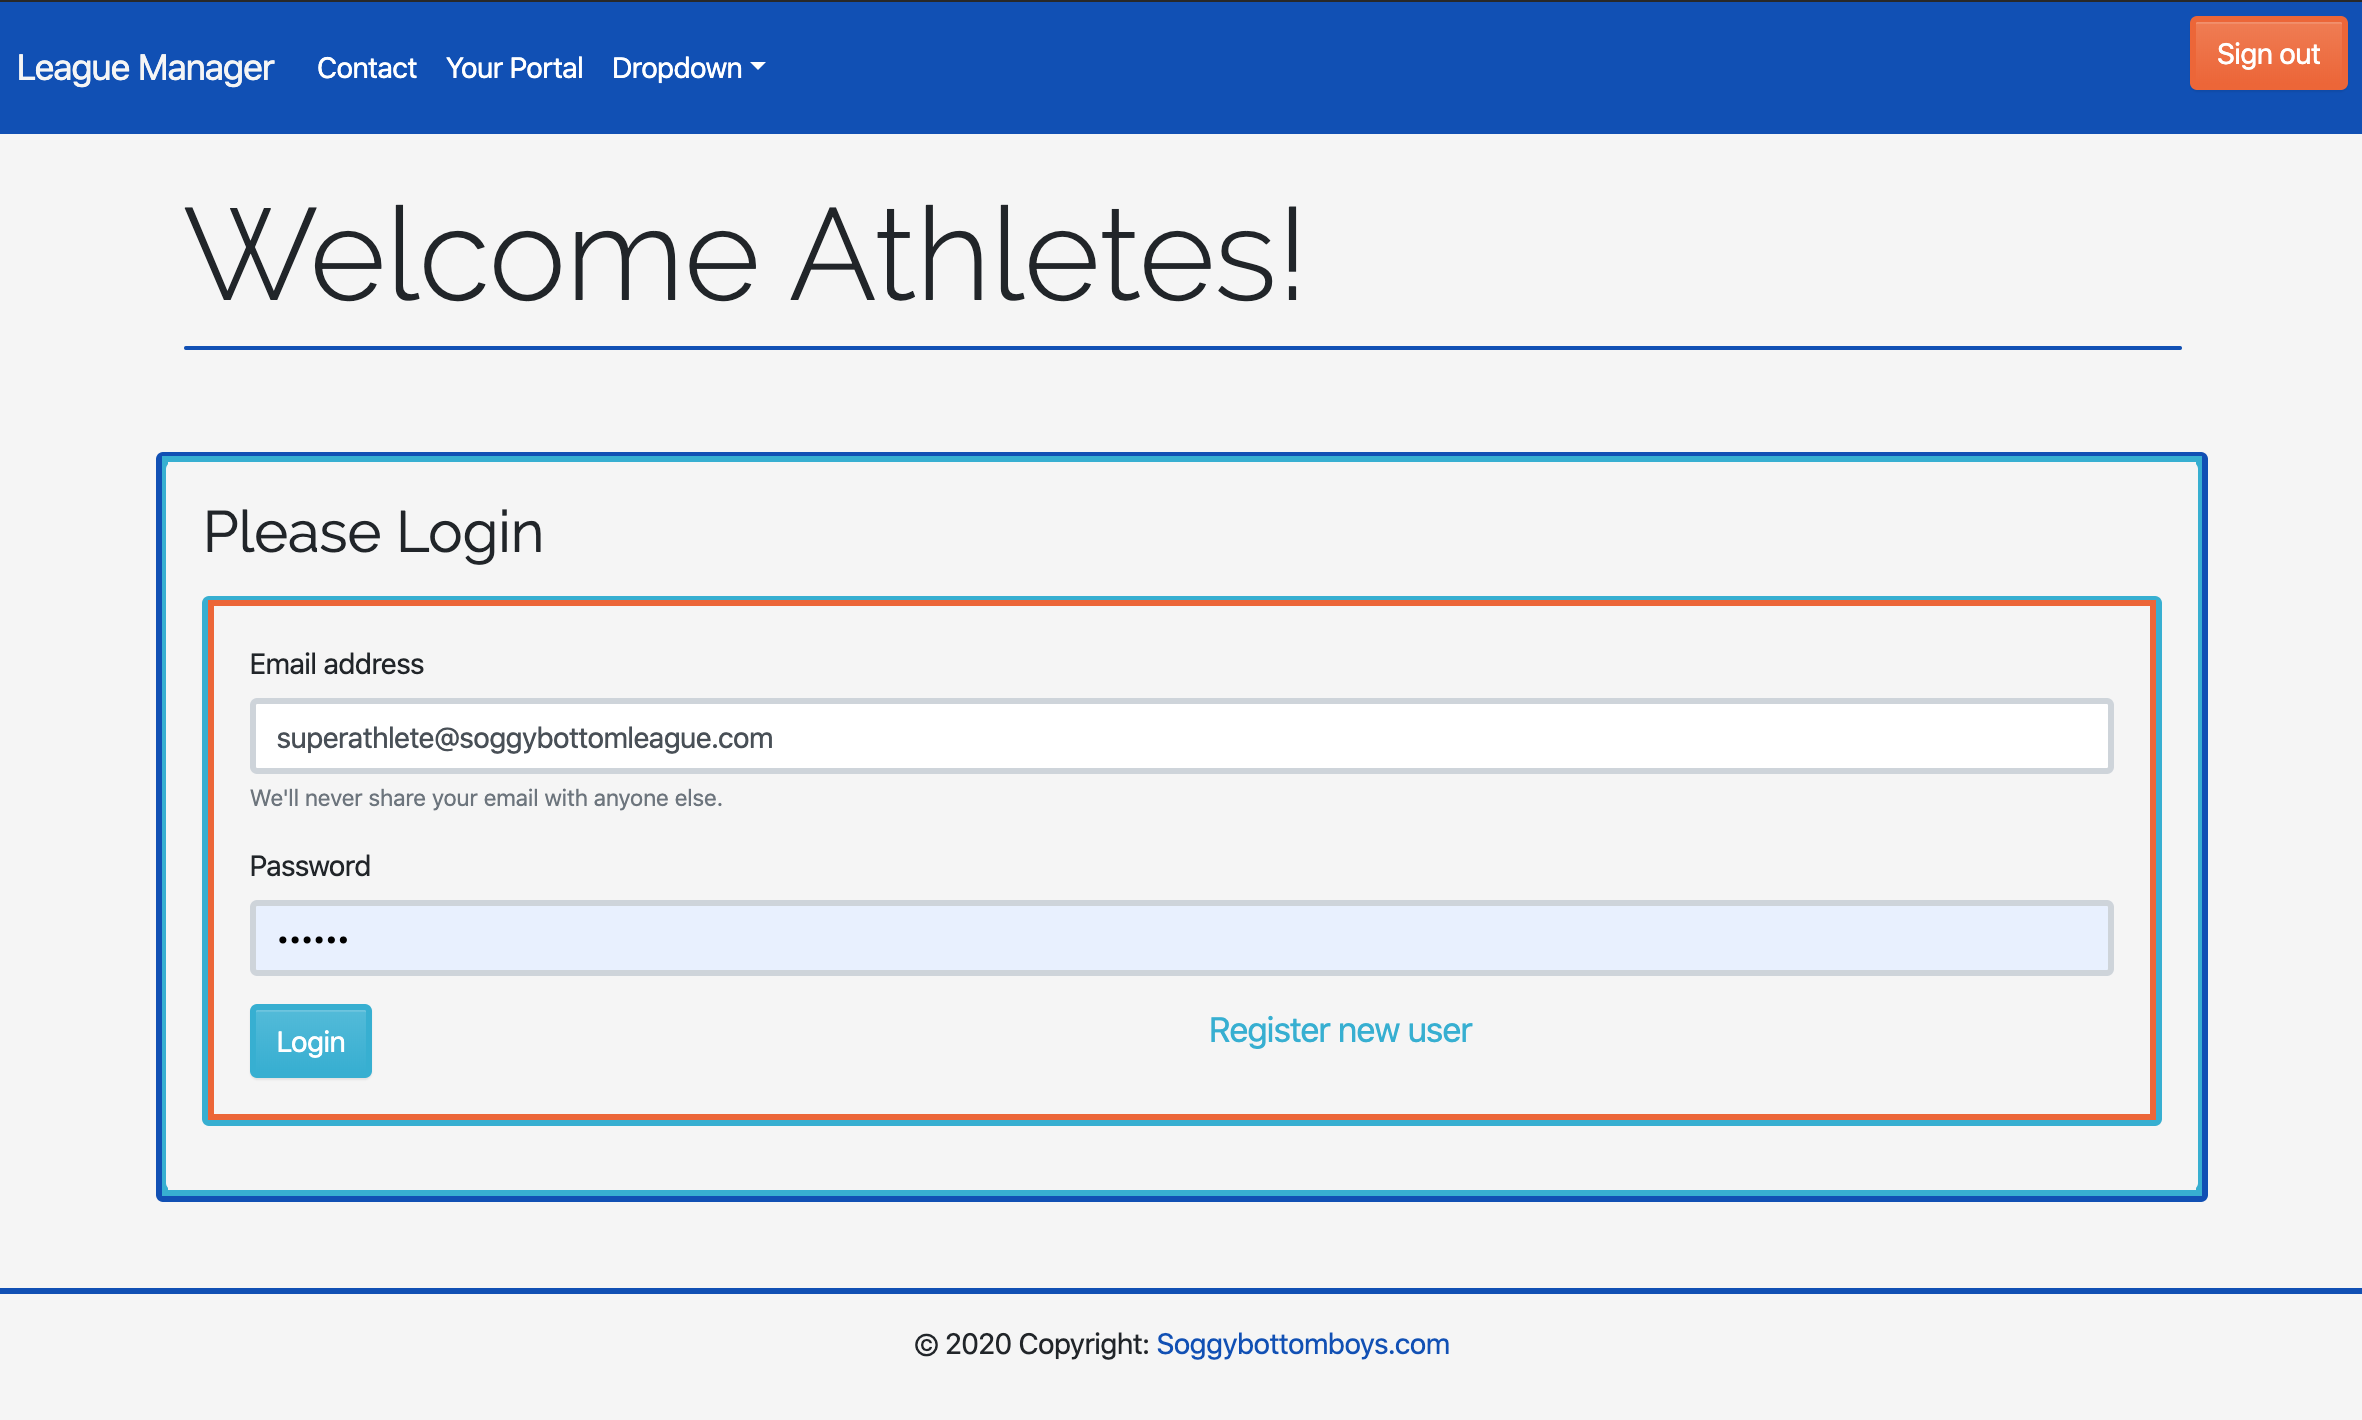 League Manager Contact Your Portal Dropdown Sign out
Welcome Athletes!
Please Login
Email address
superathlete@soggybottomleague.com
We'll never share your email with anyone else.
Password
••••••
Login Register new user
© 2020 Copyright: Soggybottomboys.com